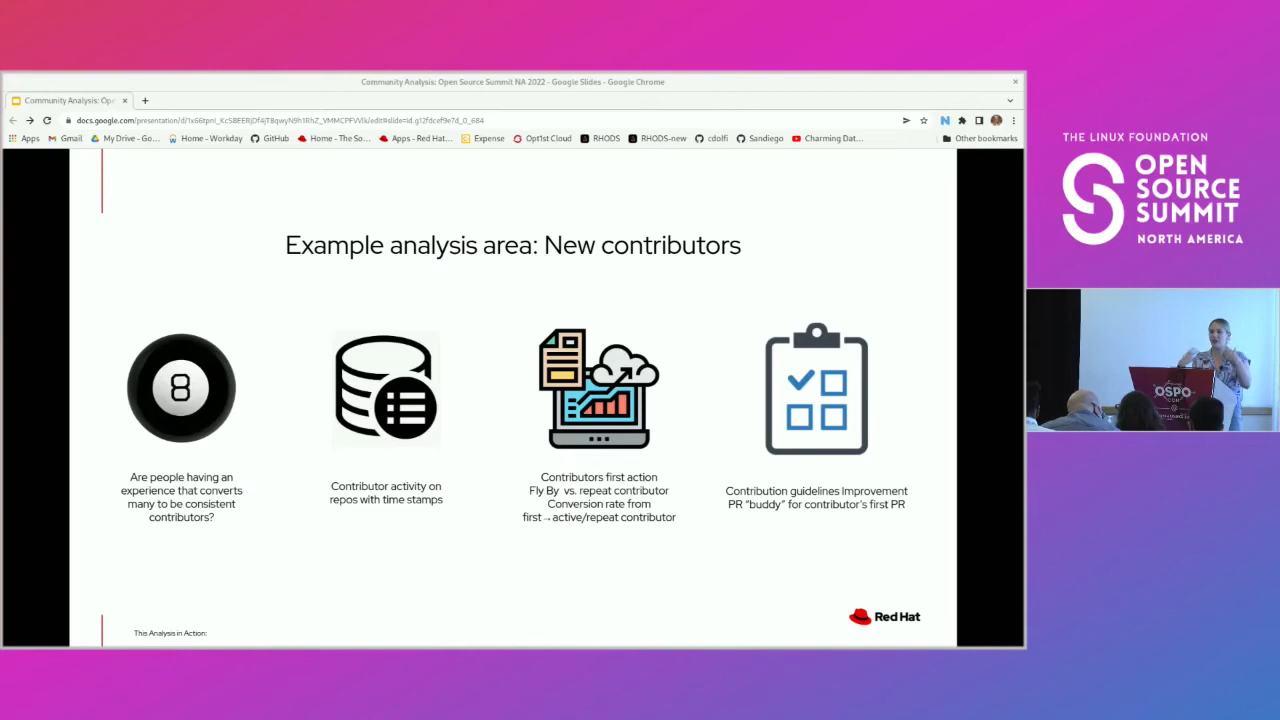 Community Analysis: Open Source Summit NA 2022 - Google Slides - Google Chrome
Community Analysis: Op
docs.google.com/presentation/d/
Apps
Gmail
My Drive - Go...
Home - Workday
GitHub
Home - The So...
Apps - Red Hat...
Expense
Opt1st Cloud
RHODS
RHODS-new
cdolfi
Sandiego
Charming Dat...
Other bookmarks
THE LINUX FOUNDATION
OPEN
SOURCE
SUMMIT
NORTH AMERICA
Example analysis area: New contributors
8
Are people having an
experience that converts
many to be consistent
contributors?
Contributor activity on
repos with time stamps
Contributors first action
Fly By vs. repeat contributor
Conversion rate from
first→active/repeat contributor
Contribution guidelines Improvement
PR “buddy” for contributor's first PR
OSPO
Red Hat
This Analysis in Action: